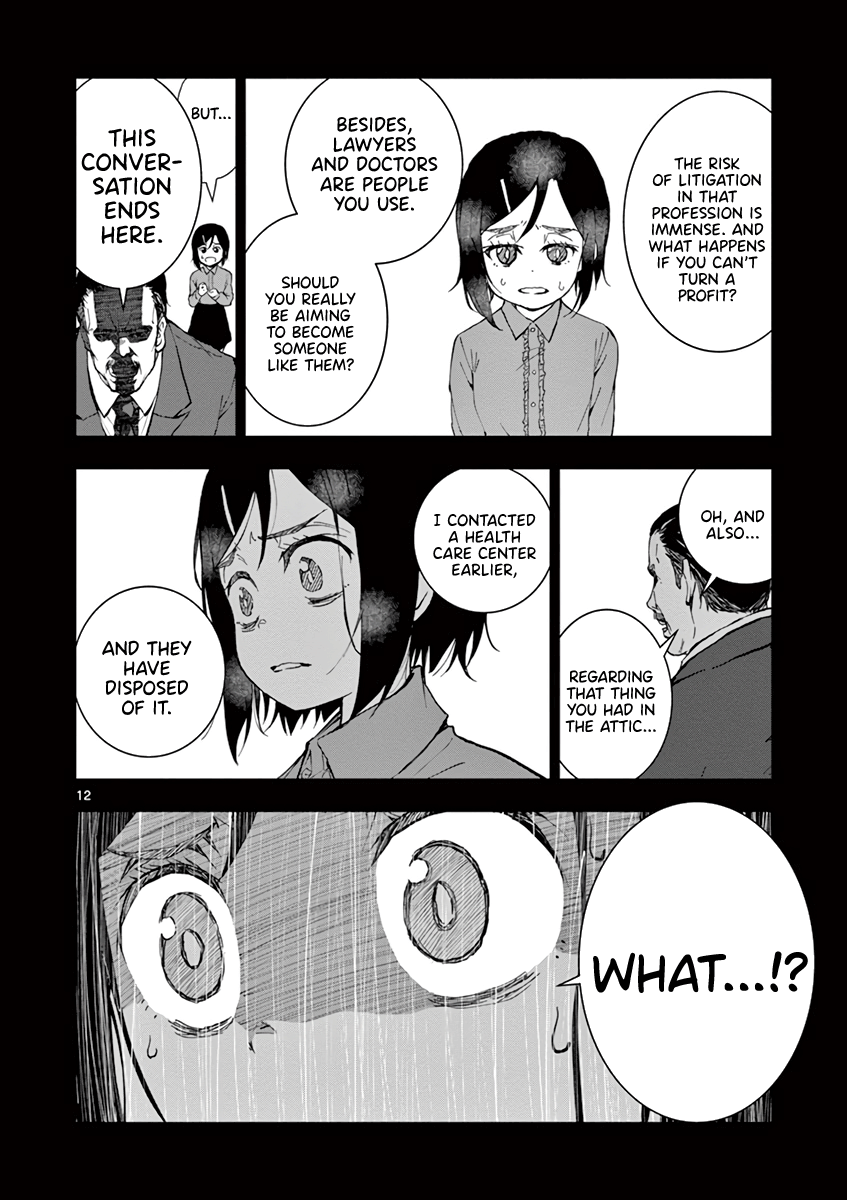 THE RISK
OF LITIGATION
IN THAT
PROFESSION IS
IMMENSE. AND
WHAT HAPPENS
IF YOU CAN'T
TURN A
PROFIT?
BESIDES,
LAWYERS
AND DOCTORS
ARE PEOPLE
YOU USE.
SHOULD
YOU REALLY
BE AIMING
TO BECOME
SOMEONE
LIKE THEM?
BUT...
THIS
CONVER-
SATION
ENDS
HERE.
OH, AND
ALSO...
REGARDING
THAT THING
YOU HAD IN
THE ATTIC...
I CONTACTED
A HEALTH
CARE CENTER
EARLIER,
AND THEY
HAVE
DISPOSED
OF IT.
12
WHAT...!?